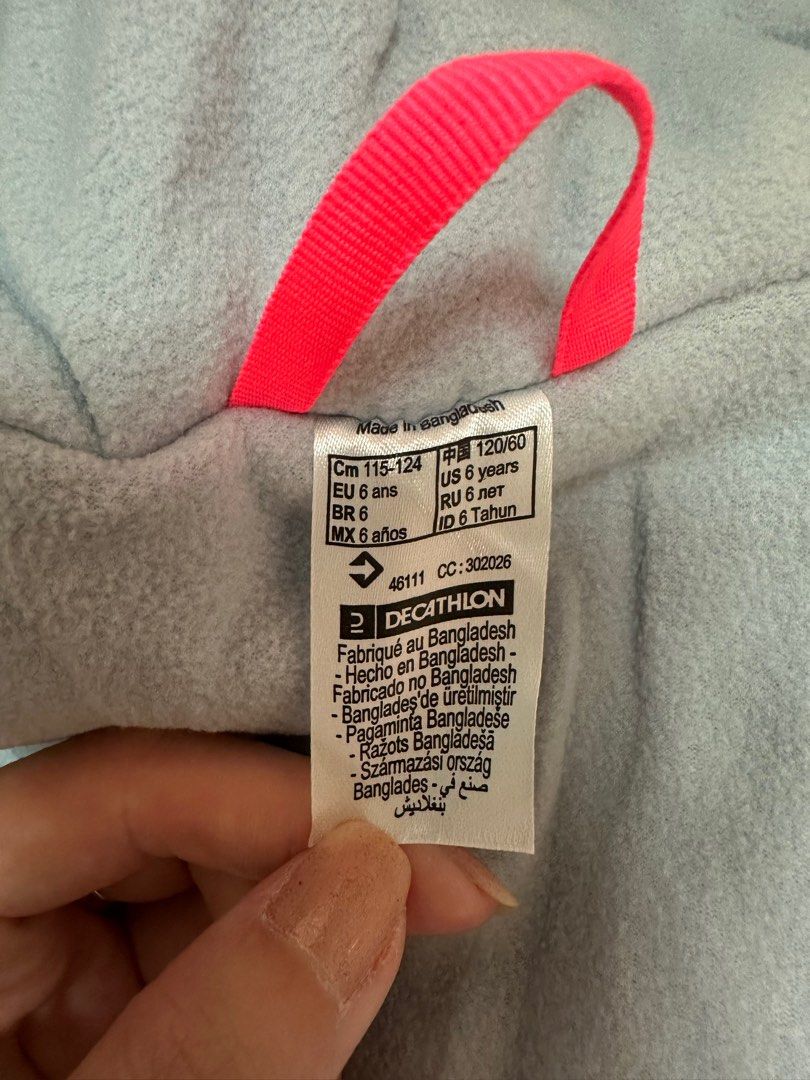 Made in Bangladesh
Cm 115-124
EU 6 ans
BR 6
MX 6 años
中国 120/60
US 6 years
RU 6 лет
ID 6 Tahun
46111 CC : 302026
DECATHLON
Fabriqué au Bangladesh
- Hecho en Bangladesh -
Fabricado no Bangladesh
- Bangladeş'de üretilmiştir
- Pagaminta Bangladeše
- Ražots Bangladešā
- Származási ország
Banglades - صنع في
بنغلاديش